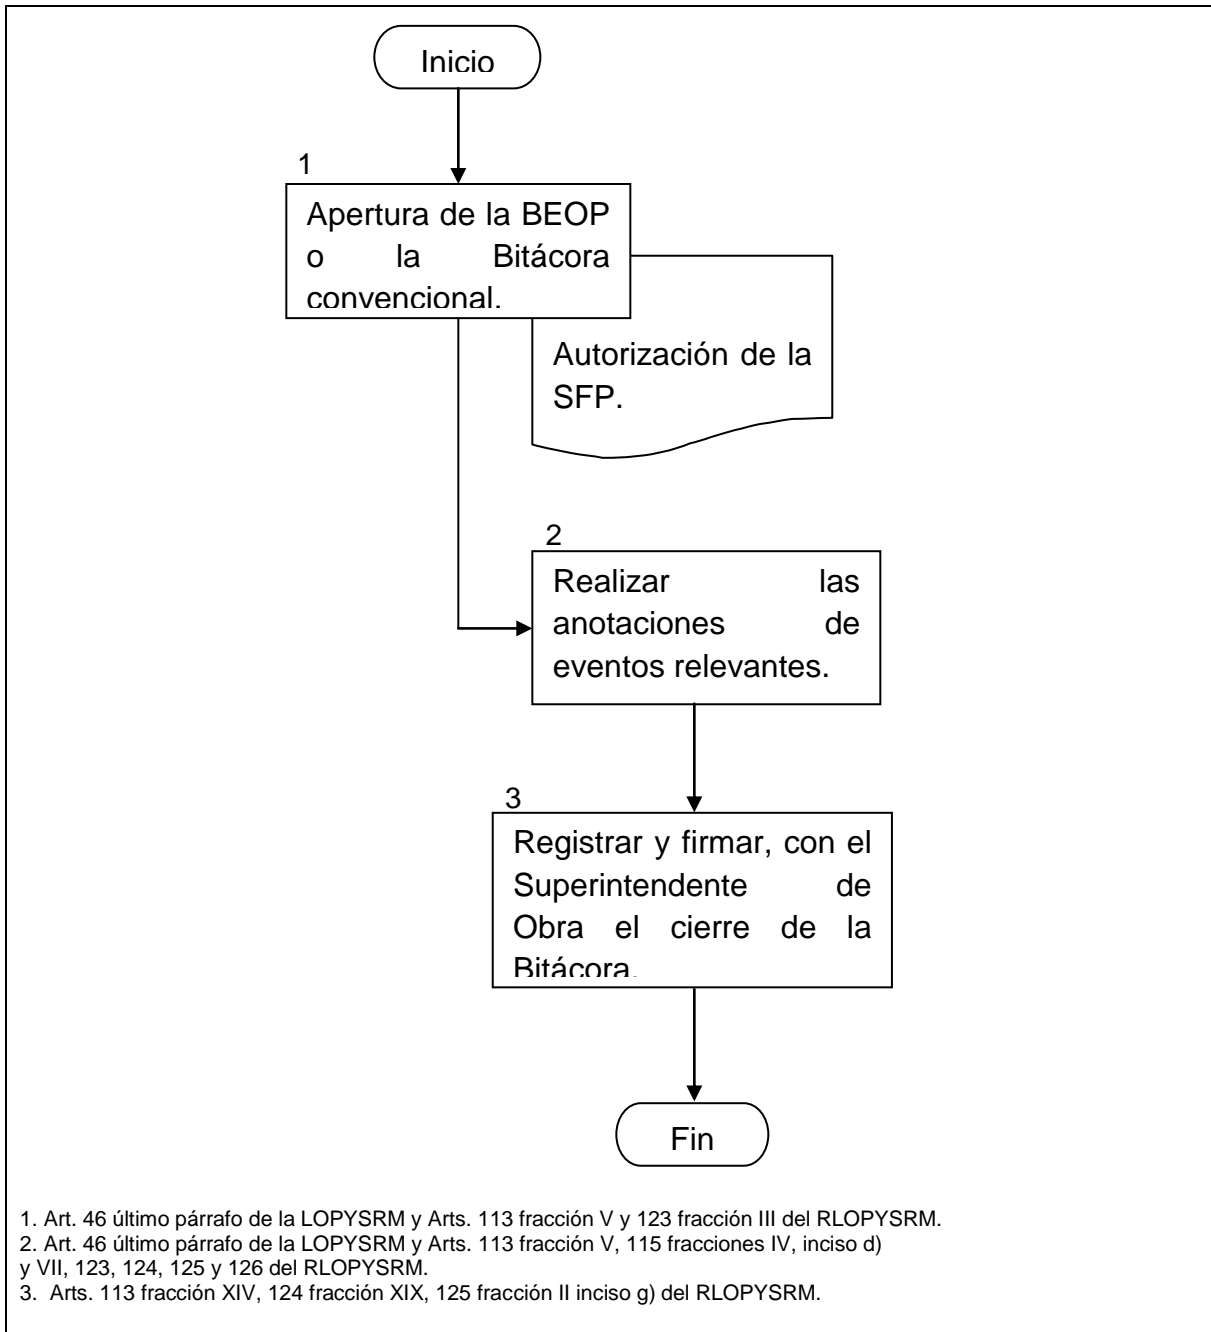 Inicio
1
Apertura de la BEOP
o la Bitácora
convencional.
Autorización de la
SFP.
2
Realizar las
anotaciones de
eventos relevantes.
3
Registrar y firmar, con el
Superintendente de
Obra el cierre de la
Bitácora.
Fin
1. Art. 46 último párrafo de la LOPYSRM y Arts. 113 fracción V y 123 fracción III del RLOPYSRM.
2. Art. 46 último párrafo de la LOPYSRM y Arts. 113 fracción V, 115 fracciones IV, inciso d)
y VII, 123, 124, 125 y 126 del RLOPYSRM.
3. Arts. 113 fracción XIV, 124 fracción XIX, 125 fracción II inciso g) del RLOPYSRM.